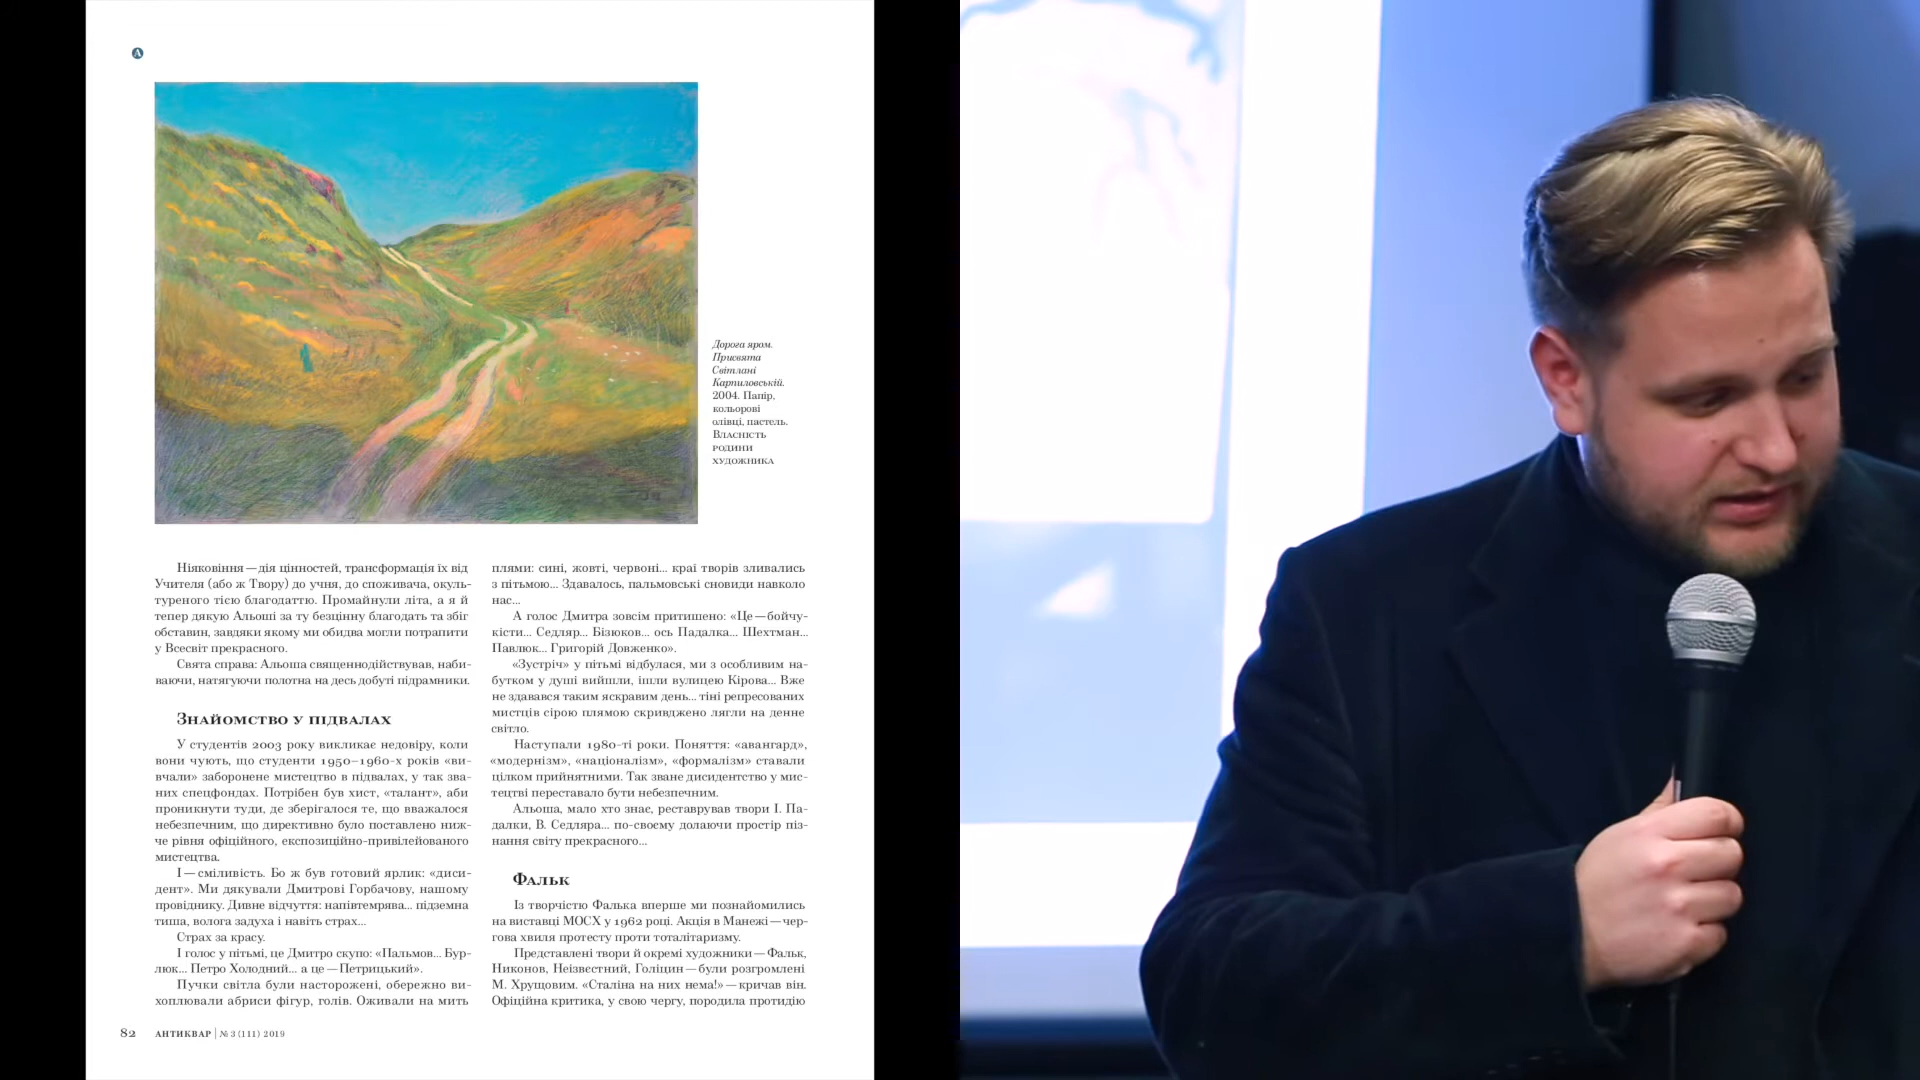 А
Дорога яром.
Присвята
Світлані
Карпиловській.
2004. Папір,
кольорові
олівці, пастель.
Власність
родини
художника
Ніяковіння — дія цінностей, трансформація їх від
Учителя (або ж Твору) до учня, до споживача, окуль-
туреного тією благодаттю. Промайнули літа, а я й
тепер дякую Альоші за ту безцінну благодать та збіг
обставин, завдяки якому ми обидва могли потрапити
у Всесвіт прекрасного.
Свята справа: Альоша священнодійствував, наби-
ваючи, натягуючи полотна на десь добуті підрамники.
Знайомство у підвалах
У студентів 2003 року викликає недовіру, коли
вони чують, що студенти 1950–1960-х років «ви-
вчали» заборонене мистецтво в підвалах, у так зва-
них спецфондах. Потрібен був хист, «талант», аби
проникнути туди, де зберігалося те, що вважалося
небезпечним, що директивно було поставлено ниж-
че рівня офіційного, експозиційно-привілейованого
мистецтва.
І — сміливість. Бо ж був готовий ярлик: «диси-
дент». Ми дякували Дмитрові Горбачову, нашому
провіднику. Дивне відчуття: напівтемрява... підземна
тиша, волога задуха і навіть страх...
Страх за красу.
І голос у пітьмі, це Дмитро скупо: «Пальмов... Бур-
люк... Петро Холодний... а це — Петрицький».
Пучки світла були насторожені, обережно ви-
хоплювали абриси фігур, голів. Оживали на мить
плями: сині, жовті, червоні... краї творів зливались
з пітьмою... Здавалось, пальмовські сновиди навколо
нас...
А голос Дмитра зовсім притишено: «Це — бойчу-
кісти... Седляр... Бізюков... ось Падалка... Шехтман...
Павлюк... Григорій Довженко».
«Зустріч» у пітьмі відбулася, ми з особливим на-
бутком у душі вийшли, ішли вулицею Кірова... Вже
не здавався таким яскравим день... тіні репресованих
мистців сірою плямою скривджено лягли на денне
світло.
Наступали 1980-ті роки. Поняття: «авангард»,
«модернізм», «націоналізм», «формалізм» ставали
цілком прийнятними. Так зване дисидентство у мис-
тецтві переставало бути небезпечним.
Альоша, мало хто знає, реставрував твори І. Па-
далки, В. Седляра... по-своєму долаючи простір піз-
нання світу прекрасного...
Фальк
Із творчістю Фалька вперше ми познайомились
на виставці МОСХ у 1962 році. Акція в Манежі — чер-
гова хвиля протесту проти тоталітаризму.
Представлені твори й окремі художники — Фальк,
Никонов, Неізвестний, Голіцин — були розгромлені
М. Хрущовим. «Сталіна на них нема!» — кричав він.
Офіційна критика, у свою чергу, породила протидію
82 АНТИКВАР | № 3 (111) 2019